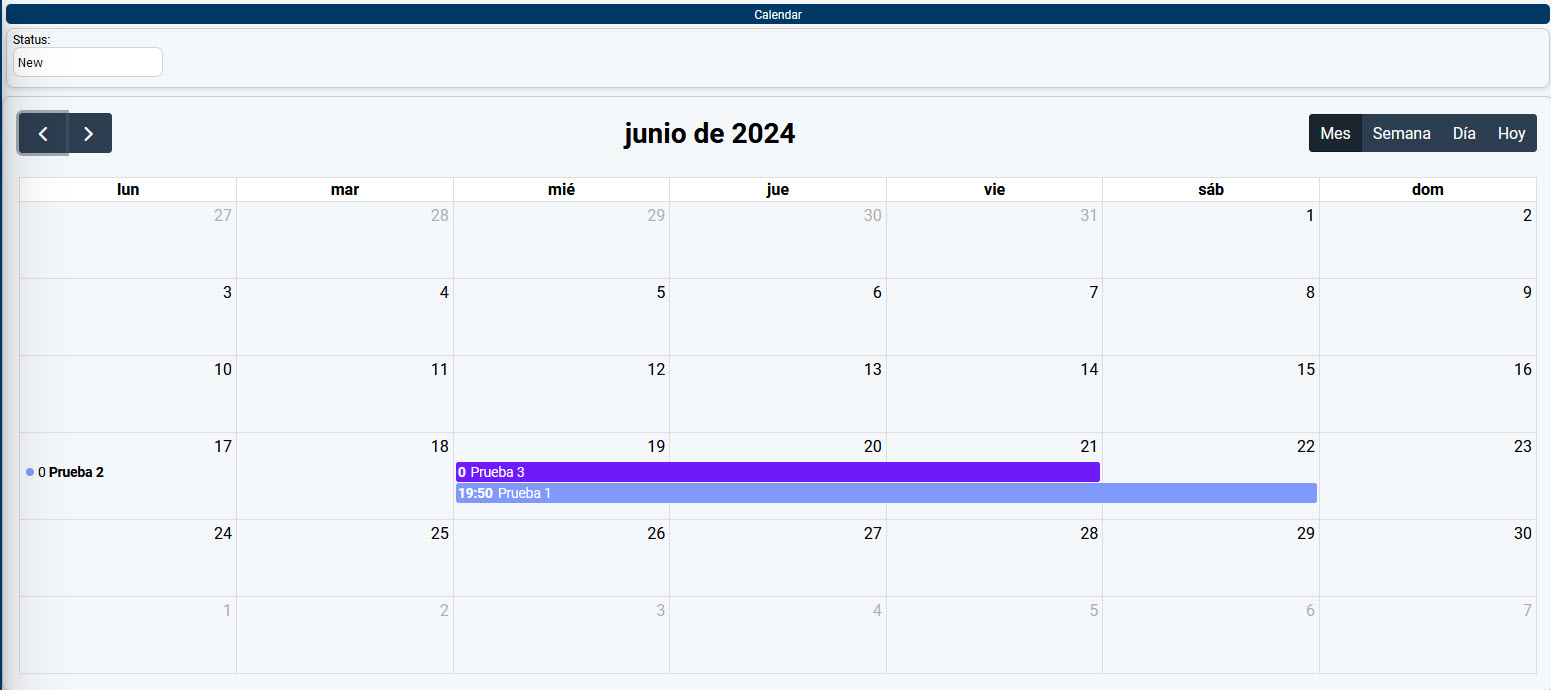 Calendar
Status:
New
junio de 2024
Mes Semana Día Hoy
lun mar mié jue vie sáb dom
27 28 29 30 31 1 2
3 4 5 6 7 8 9
10 11 12 13 14 15 16
17 18 19 20 21 22 23
0 Prueba 2 0 Prueba 3
19:50 Prueba 1
24 25 26 27 28 29 30
1 2 3 4 5 6 7